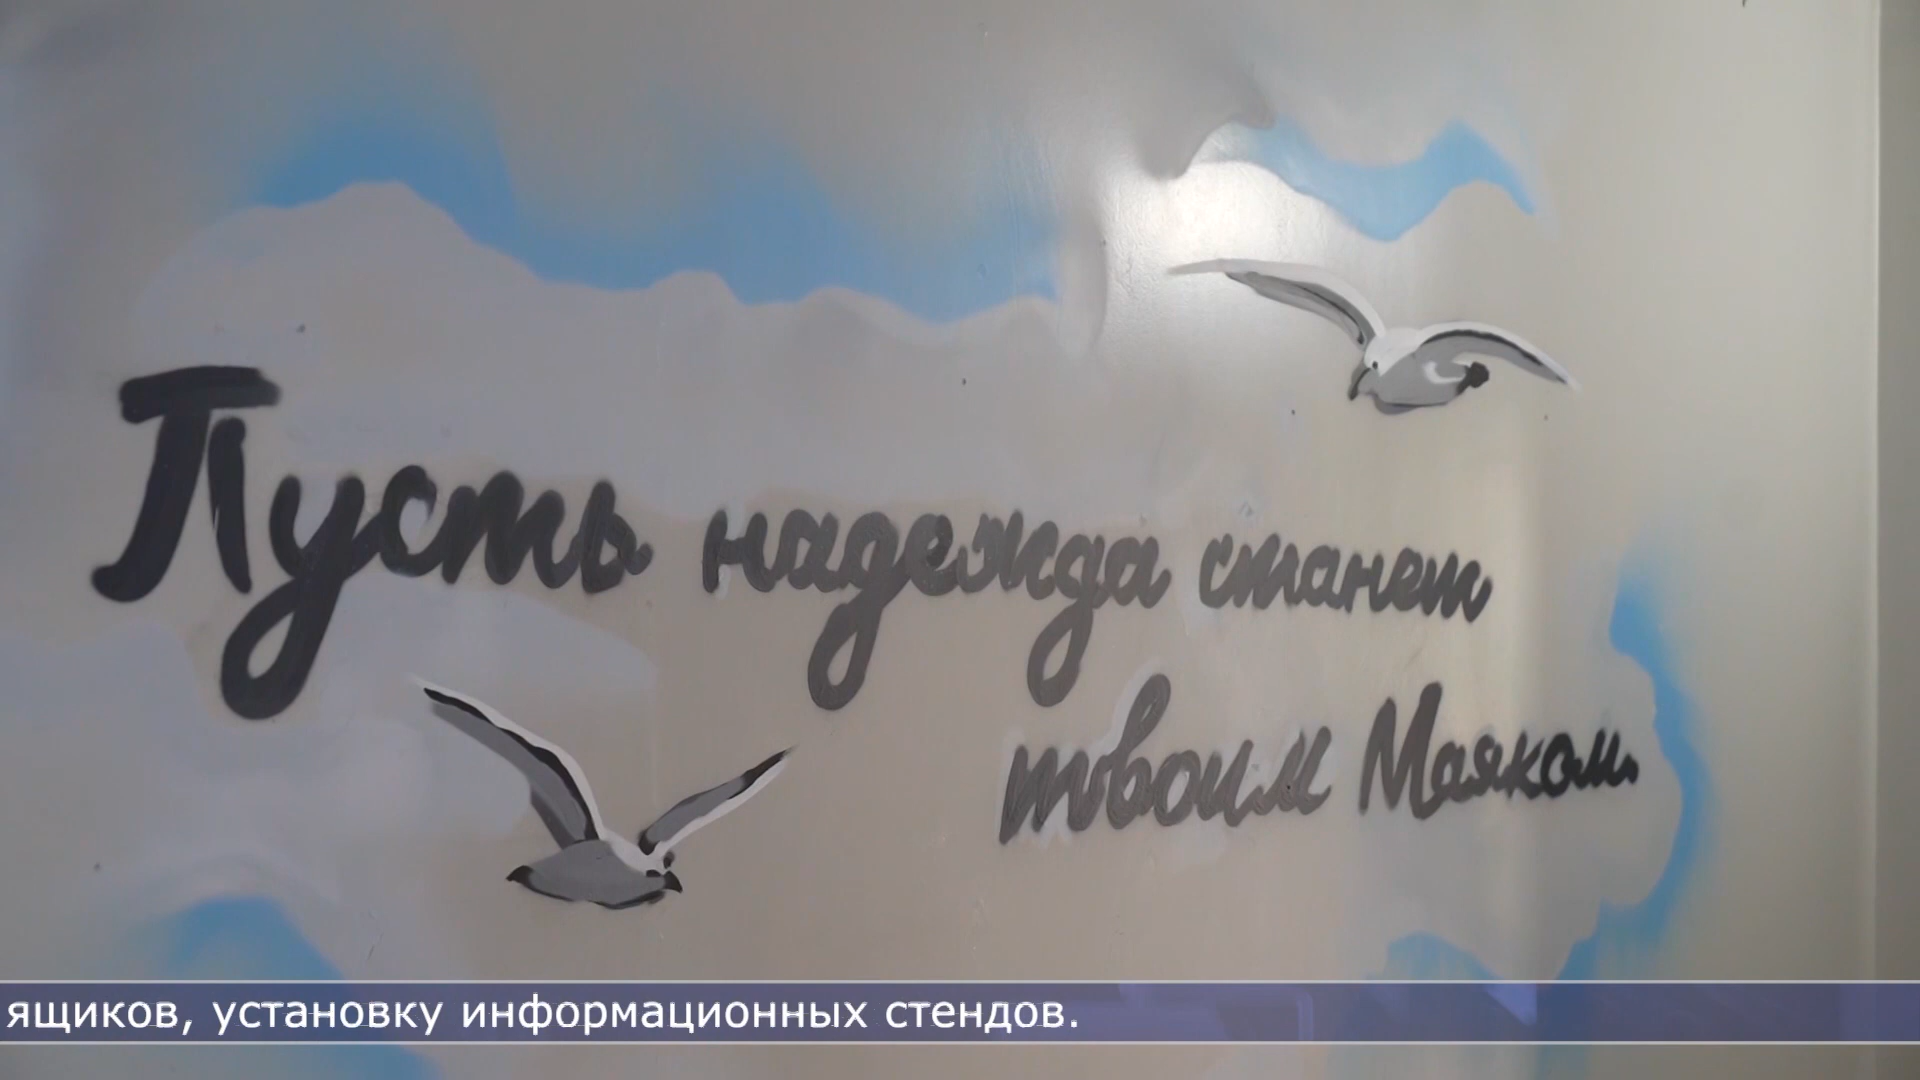 Пусть надежда станет
твоим Маяком.
ящиков, установку информационных стендов.